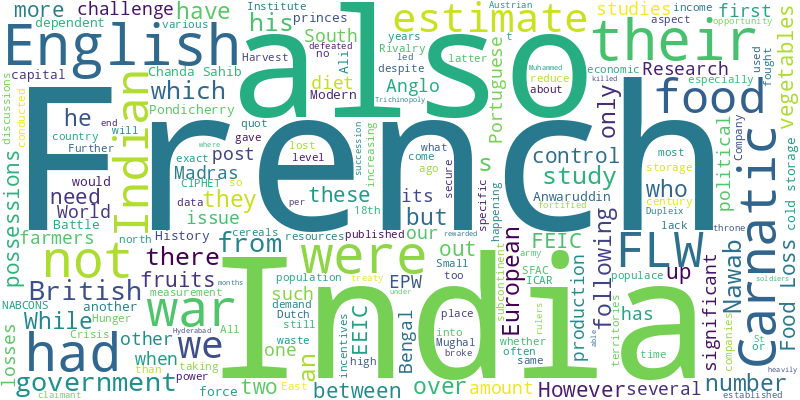 dependent various his Institute princes Austrian estimate studies income opportunity
more challenge have Rivalry latter their first aspect
English also South years Portuguese t especially used
Harvest defeated no led despite economic fought
he Chanda Sahib Ali diet Anglo reduce Research killed vegetables
capital Modern Muhammed about
discussions conducted which Pondicherry Trichinopoly food
French
Indian country end will quot lost level succession what come ago only control most storage Company political
Further exact gave increasing secure study lack Dupleix cold storage
possessions need would post Madras these s Anwaruddin fortified century throne
where data CIPHET so per 18th its specific happening who Carnatic
World Battle they issue cereals but European
farmers north History from resources published our subcontinent FEIC following up Nawab
not there were out army SFAC ICAR FLW significant Food Loss
British fruits population Small too EPW populace
NABCONS While measurement such treaty demand Dutch India
losses another Hunger war we still place into production has companies St or
other Crisis All waste one incentives Bengal Mughal whether often rulers same territories time soldiers
government when than taking an EEIC high broke
claimant power two Hyderabad months force East between under over amount However able several number established heavily